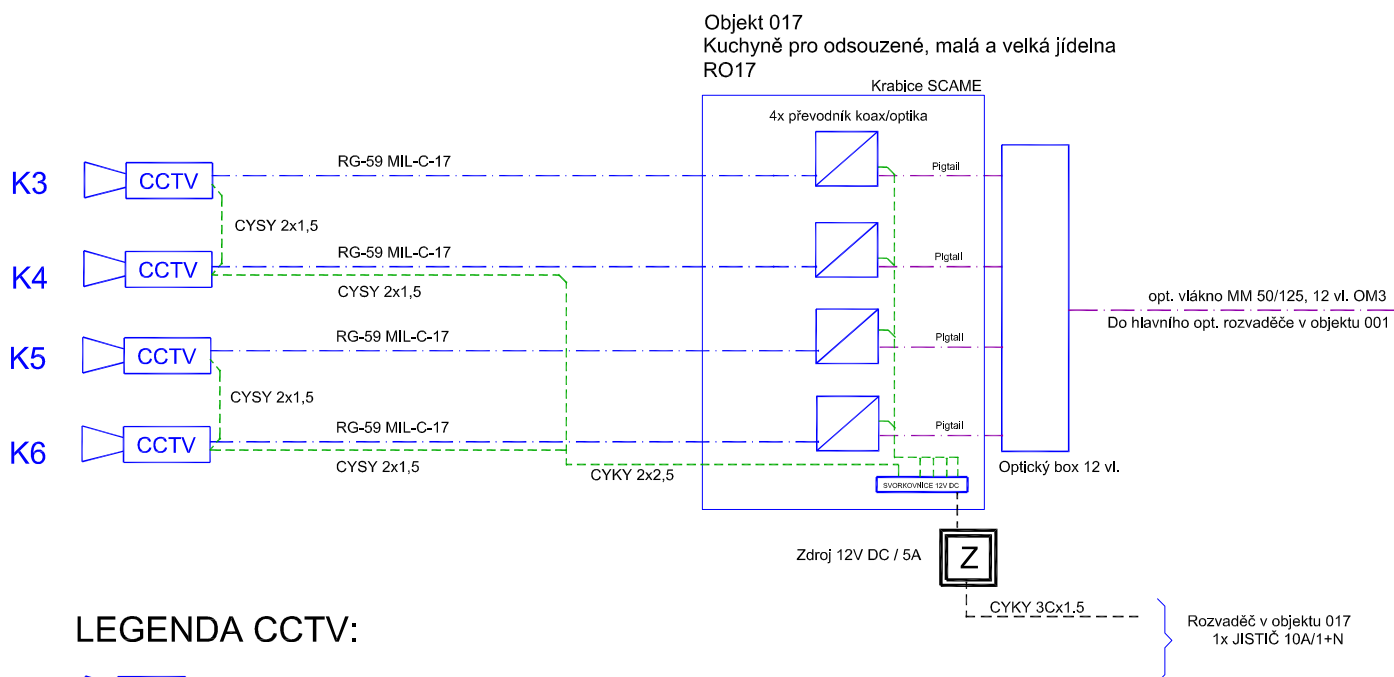 Objekt 017
Kuchyně pro odsouzené, malá a velká jídelna
RO17
Krabice SCAME
4x převodník koax/optika
K3
CCTV
RG-59 MIL-C-17
Pigtail
CYSY 2x1,5
K4
CCTV
RG-59 MIL-C-17
Pigtail
CYSY 2x1,5
opt. vlákno MM 50/125, 12 vl. OM3
Do hlavního opt. rozvaděče v objektu 001
K5
CCTV
RG-59 MIL-C-17
Pigtail
CYSY 2x1,5
K6
CCTV
RG-59 MIL-C-17
Pigtail
CYSY 2x1,5
CYKY 2x2,5
Optický box 12 vl.
SVORKOVNICE 12V DC
Zdroj 12V DC / 5A
Z
CYKY 3Cx1.5
Rozvaděč v objektu 017
1x JISTIČ 10A/1+N
LEGENDA CCTV: